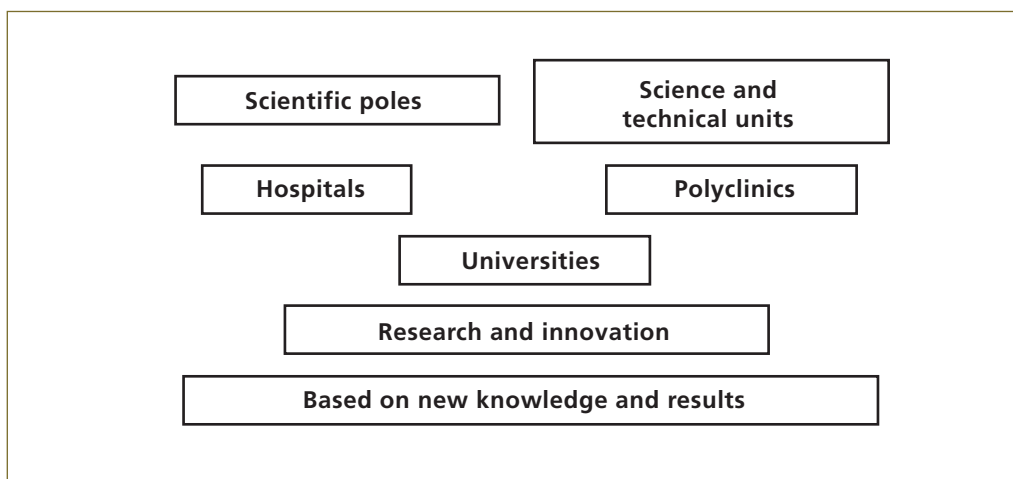 Scientific poles
Science and
technical units
Hospitals
Polyclinics
Universities
Research and innovation
Based on new knowledge and results